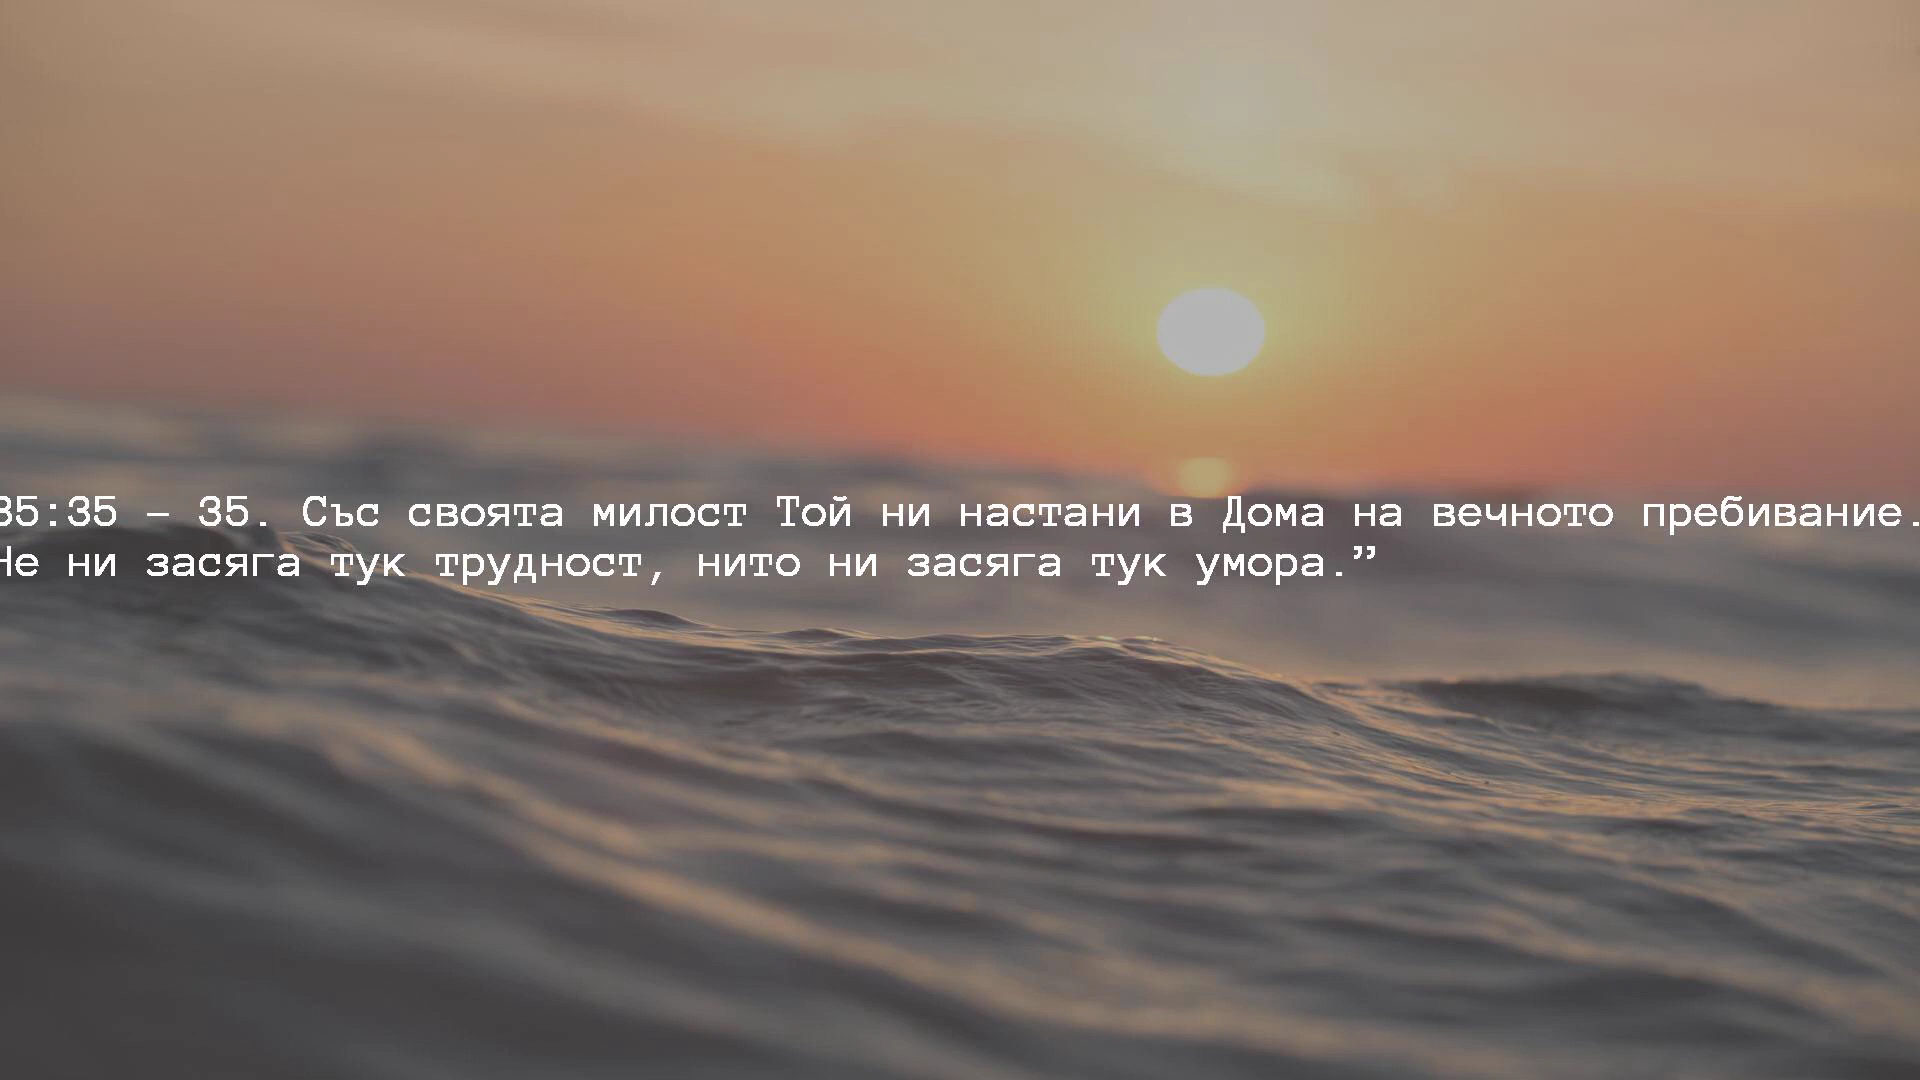 35:35 – 35. Със своята милост Той ни настани в Дома на вечното пребивание.
Не ни засяга тук трудност, нито ни засяга тук умора.”